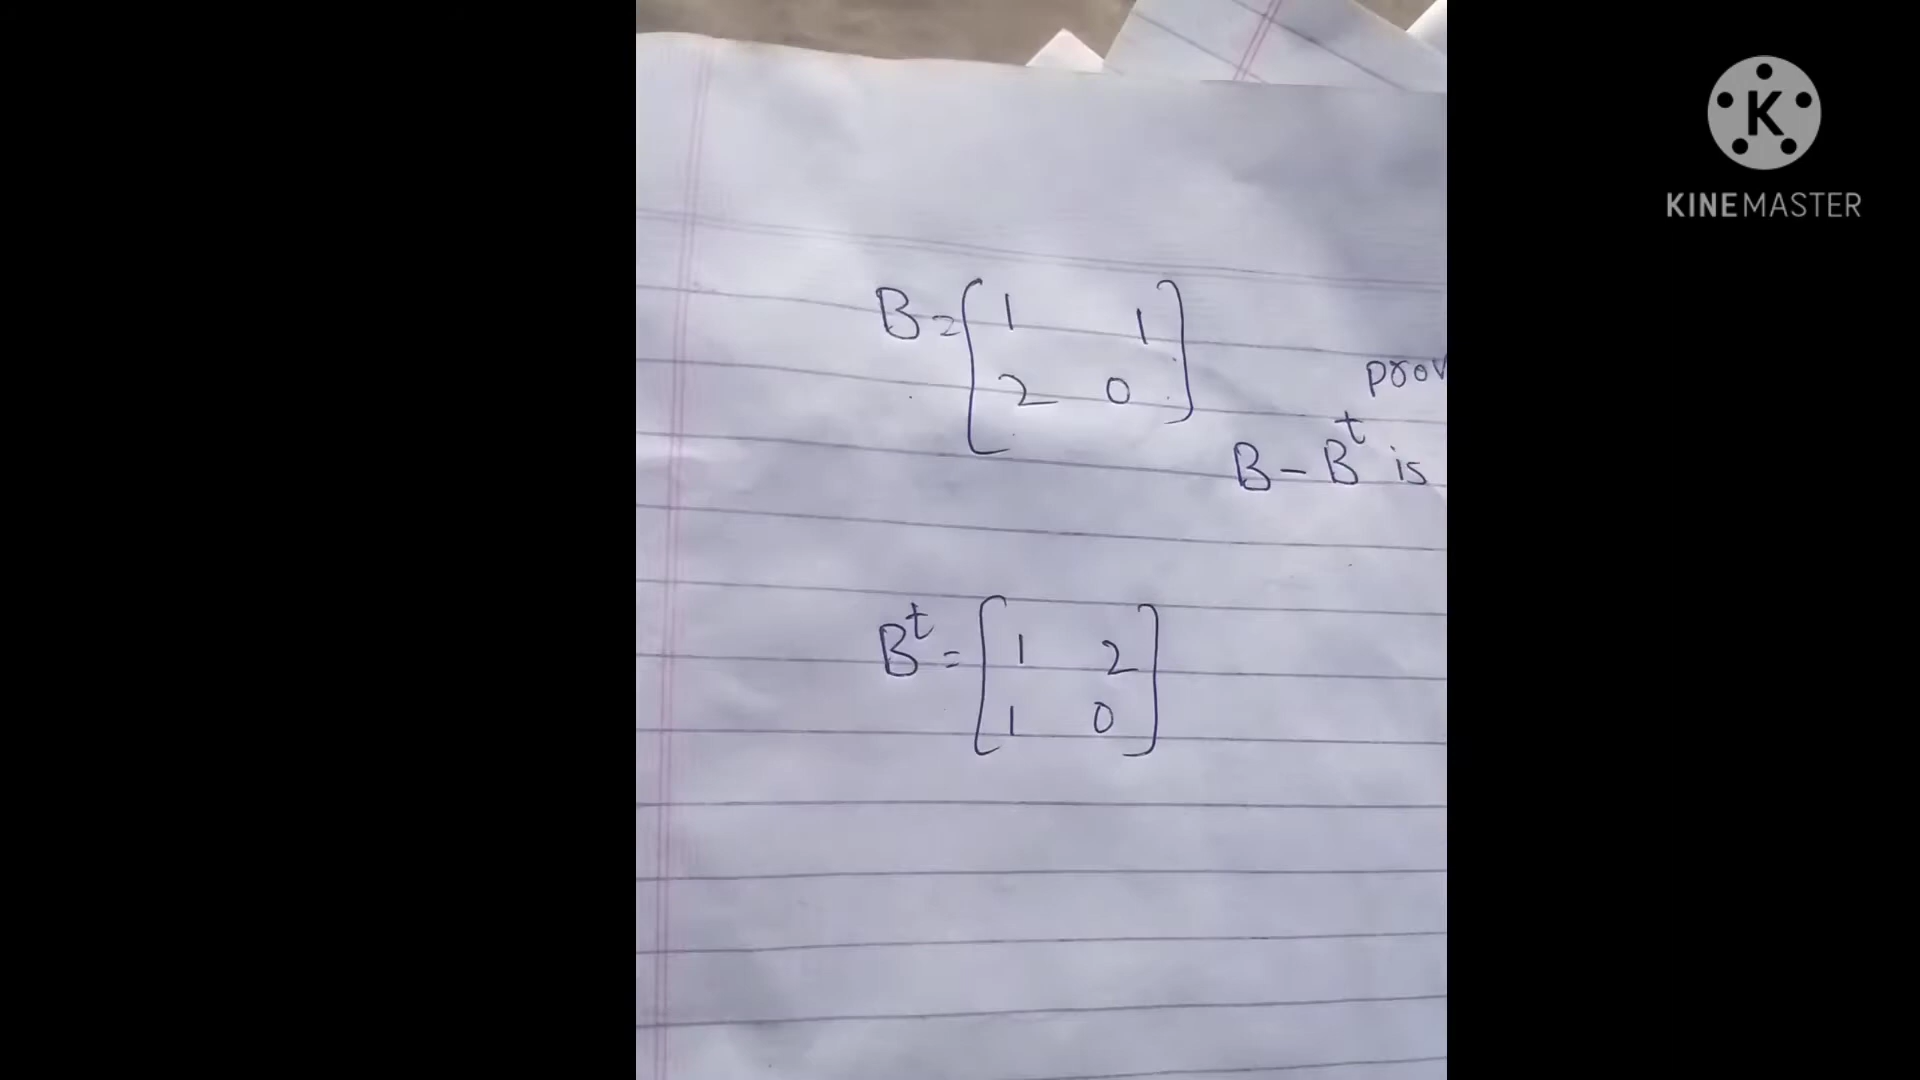 B = [ 1 1
2 0 ]
prov
B - B^t is
B^t = [ 1 2
1 0 ]
K
KINEMASTER